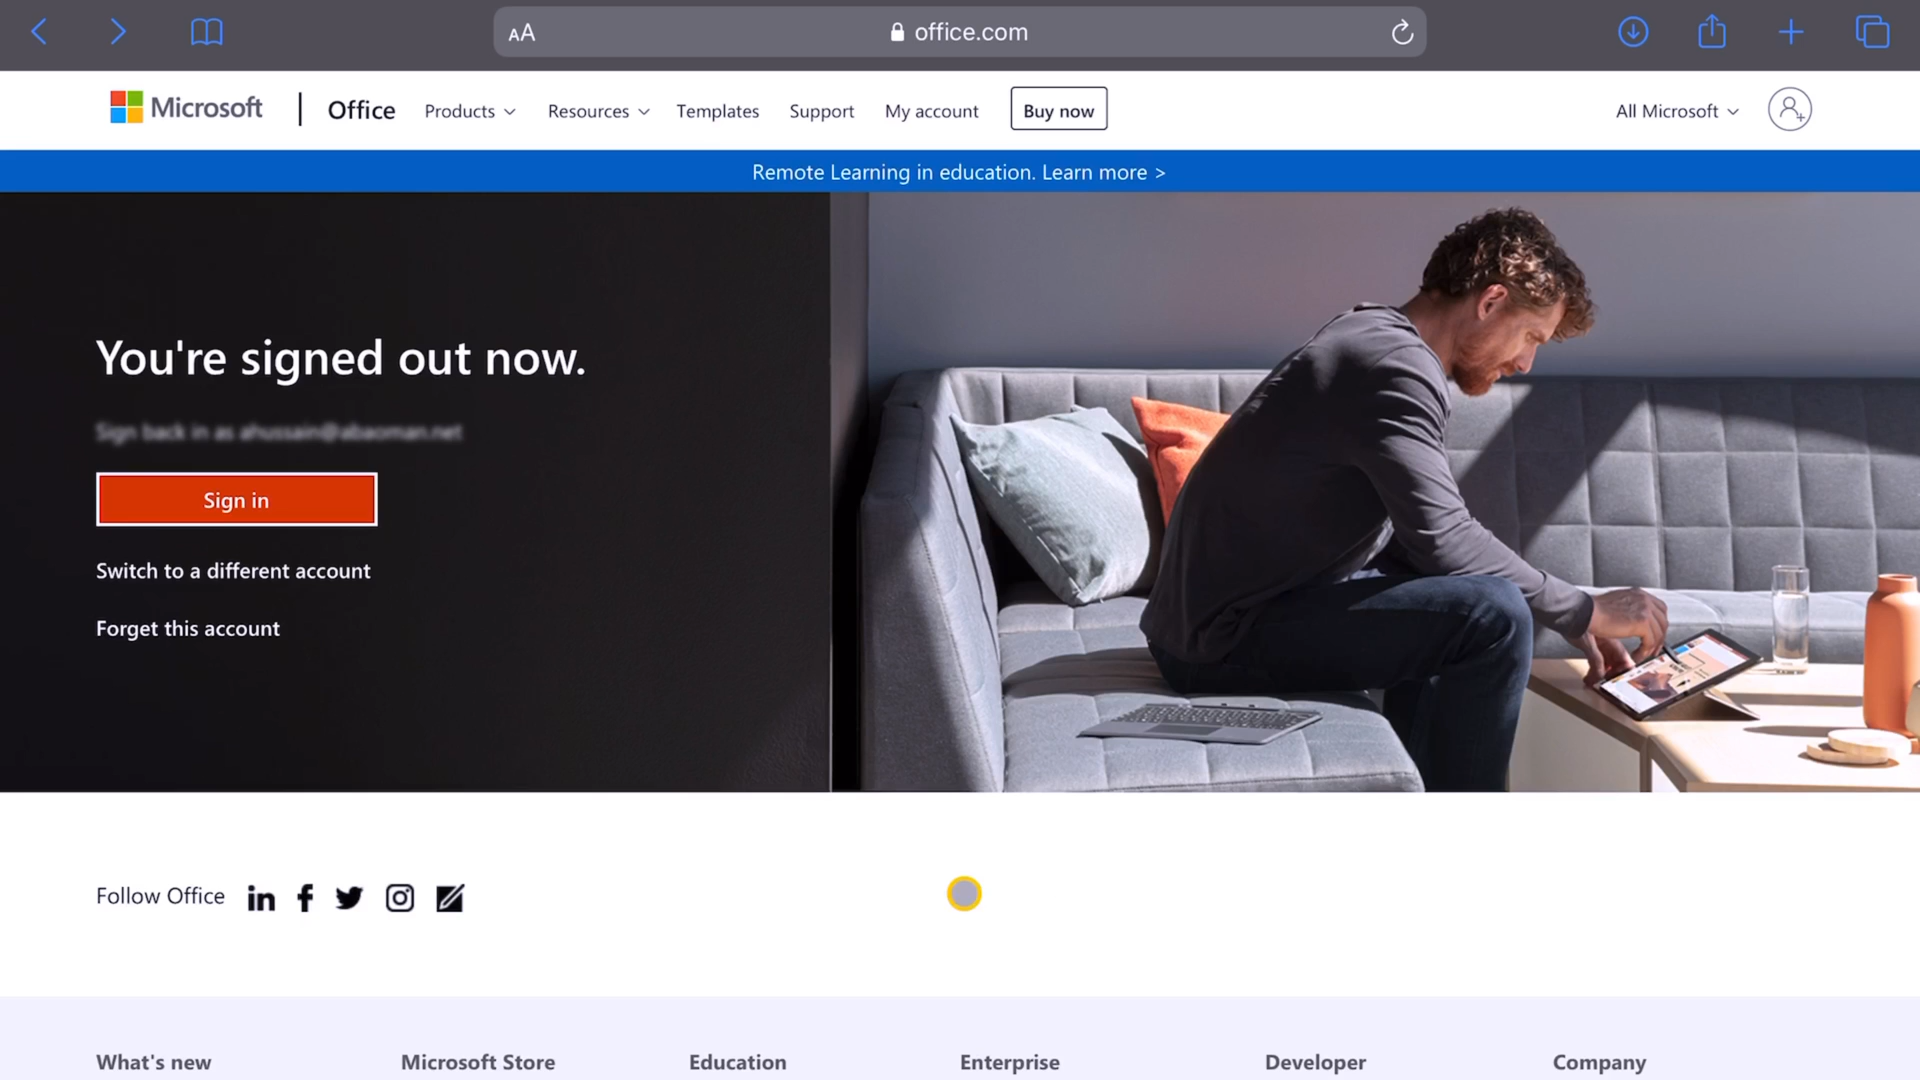 AA
office.com
Microsoft
Office
Products
Resources
Templates
Support
My account
Buy now
All Microsoft
Remote Learning in education. Learn more >
You're signed out now.
Sign in
Switch to a different account
Forget this account
Follow Office
What's new
Microsoft Store
Education
Enterprise
Developer
Company